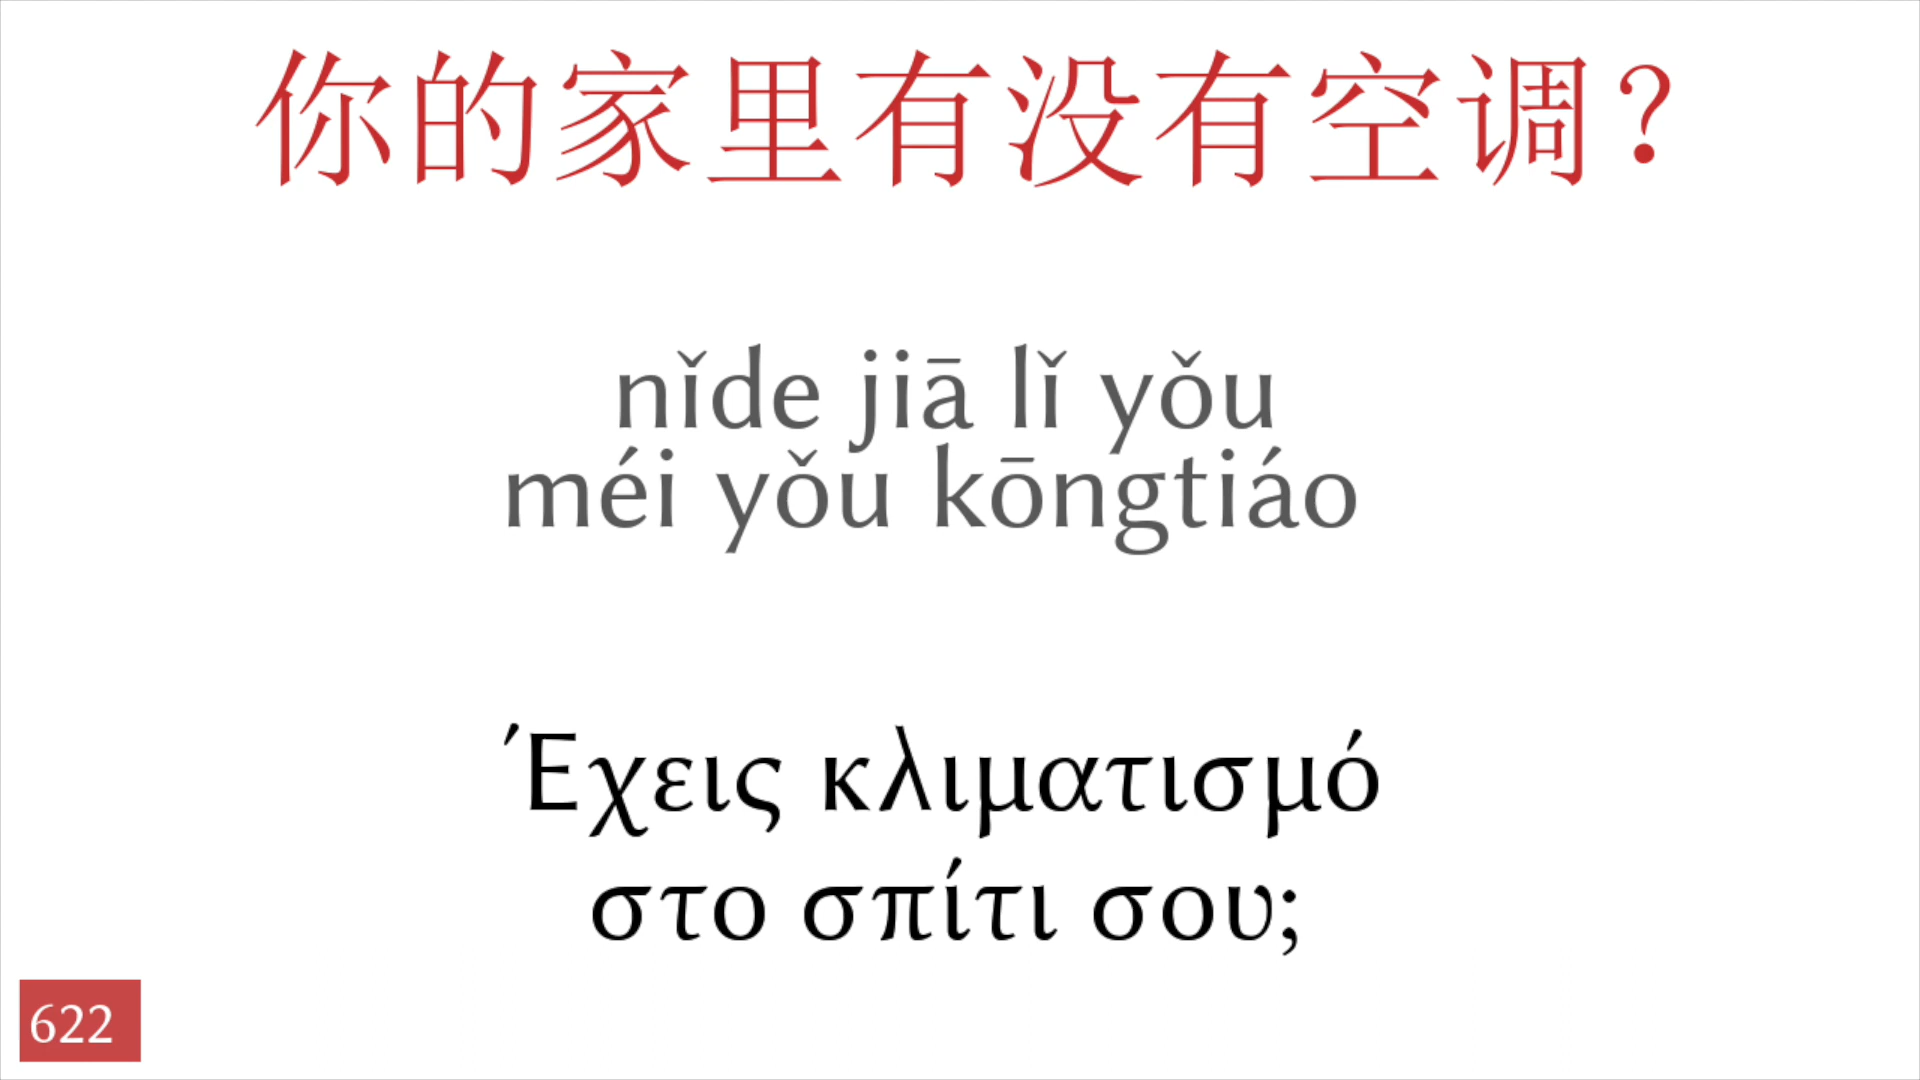 你的家里有没有空调？
nǐde jiā lǐ yǒu
méi yǒu kōngtiáo
Έχεις κλιματισμό
στο σπίτι σου;
622